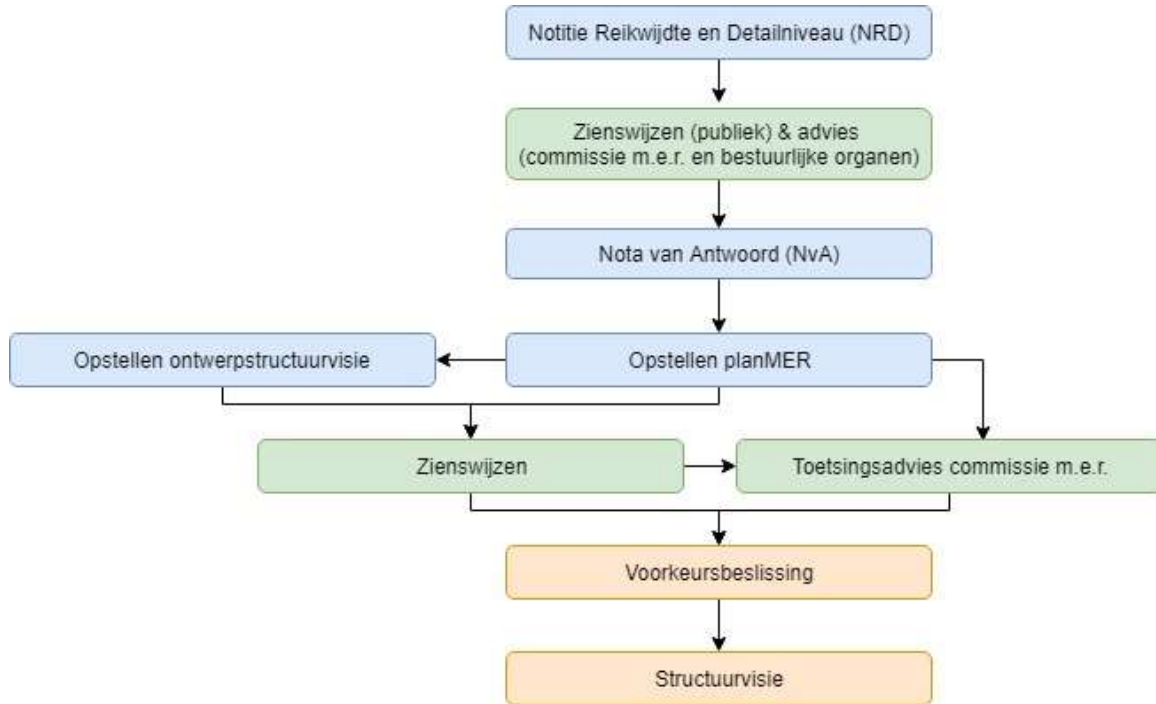 Notitie Reikwijdte en Detailniveau (NRD)
Zienswijzen (publiek) & advies
(commissie m.e.r. en bestuurlijke organen)
Nota van Antwoord (NvA)
Opstellen ontwerpstructuurvisie
Opstellen planMER
Zienswijzen
Toetsingsadvies commissie m.e.r.
Voorkeursbeslissing
Structuurvisie